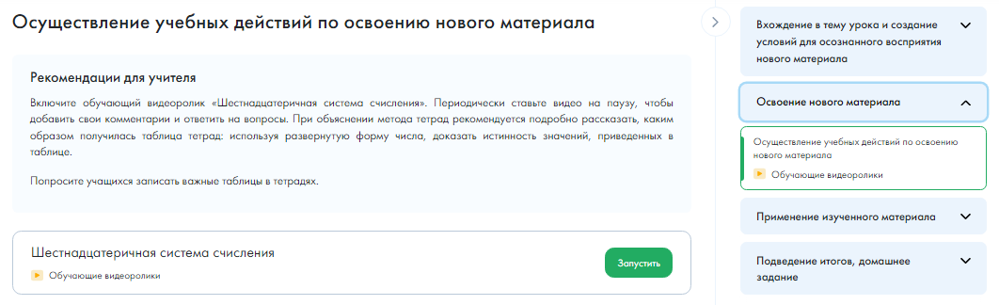 Осуществление учебных действий по освоению нового материала
Рекомендации для учителя
Включите обучающий видеоролик «Шестнадцатеричная система счисления». Периодически ставьте видео на паузу, чтобы
добавить свои комментарии и ответить на вопросы. При объяснении метода тетрад рекомендуется подробно рассказать, каким
образом получилась таблица тетрад: используя развернутую форму числа, доказать истинность значений, приведенных в
таблице.
Попросите учащихся записать важные таблицы в тетрадях.
Шестнадцатеричная система счисления
Обучающие видеоролики
Запустить
Вхождение в тему урока и создание
условий для осознанного восприятия
нового материала
Освоение нового материала
Осуществление учебных действий по освоению
нового материала
Обучающие видеоролики
Применение изученного материала
Подведение итогов, домашнее
задание